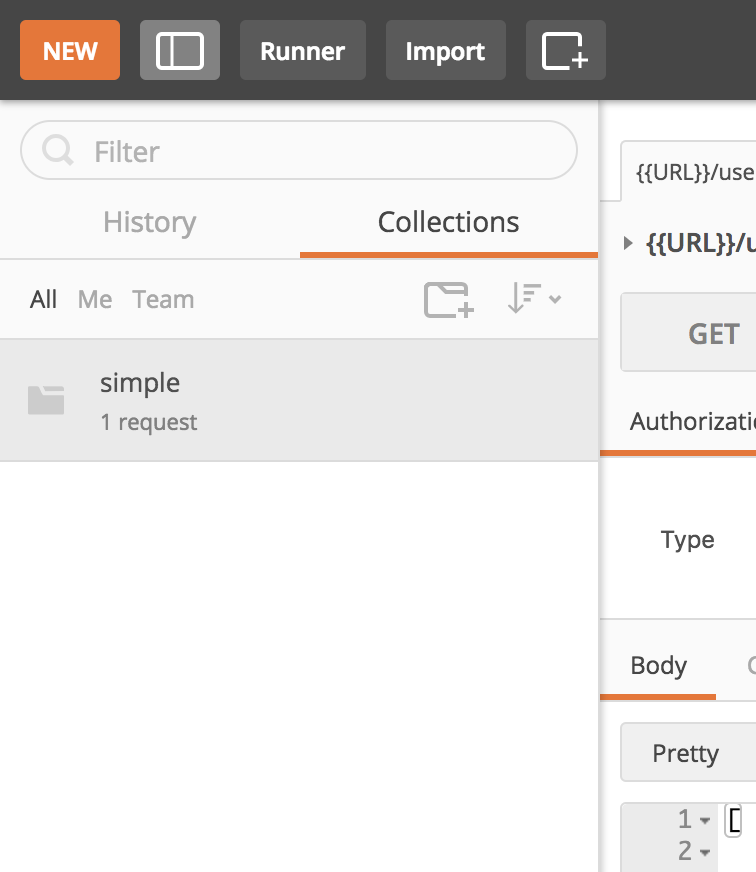 NEW Runner Import
Filter
History Collections
All Me Team
simple
1 request
{{URL}}/use
{{URL}}/u
GET
Authorizati
Type
Body
Pretty
1 [
2